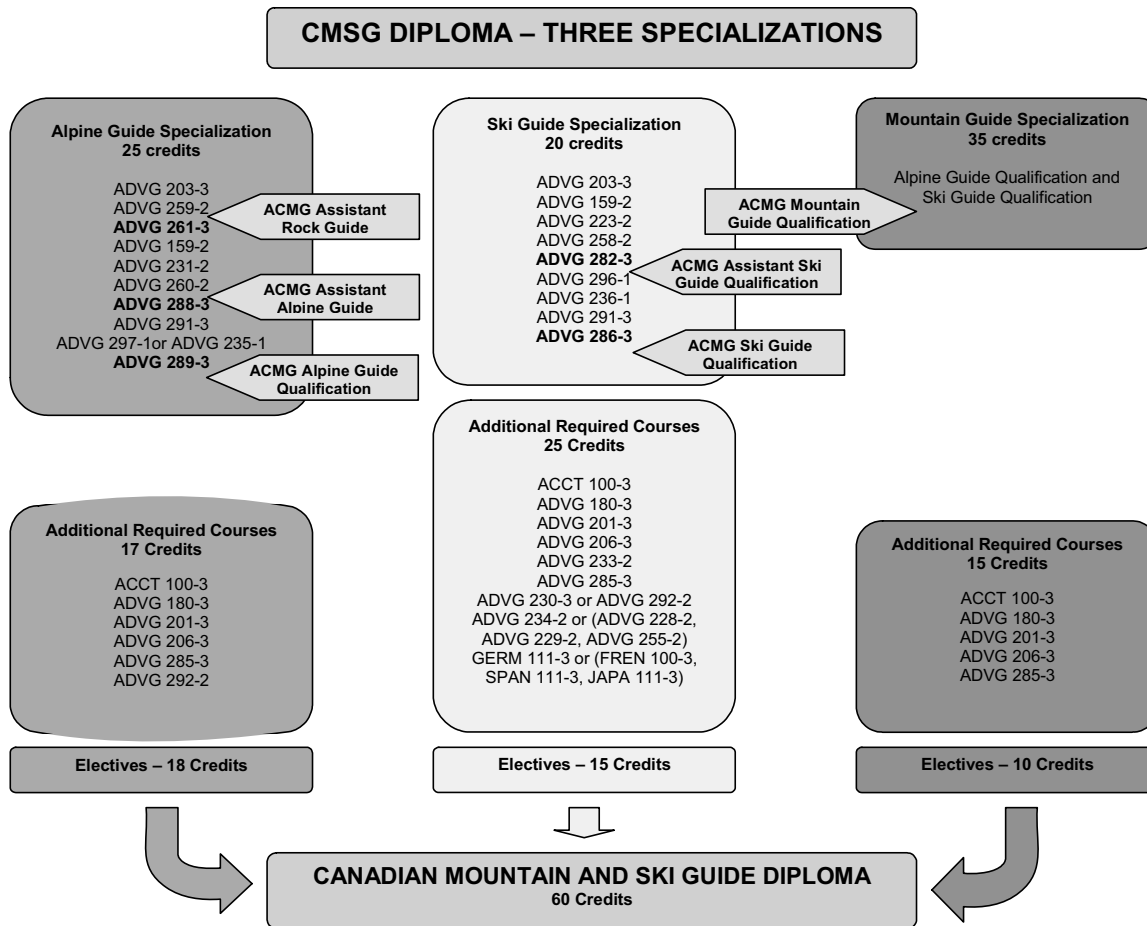 CMSG DIPLOMA – THREE SPECIALIZATIONS
Alpine Guide Specialization
25 credits
ADVG 203-3
ADVG 259-2
ADVG 261-3
ADVG 159-2
ADVG 231-2
ADVG 260-2
ADVG 288-3
ADVG 291-3
ADVG 297-1or ADVG 235-1
ADVG 289-3
ACMG Assistant
Rock Guide
ACMG Assistant
Alpine Guide
ACMG Alpine Guide
Qualification
Ski Guide Specialization
20 credits
ADVG 203-3
ADVG 159-2
ADVG 223-2
ADVG 258-2
ADVG 282-3
ADVG 296-1
ADVG 236-1
ADVG 291-3
ADVG 286-3
ACMG Mountain
Guide Qualification
ACMG Assistant Ski
Guide Qualification
ACMG Ski Guide
Qualification
Mountain Guide Specialization
35 credits
Alpine Guide Qualification and
Ski Guide Qualification
Additional Required Courses
17 Credits
ACCT 100-3
ADVG 180-3
ADVG 201-3
ADVG 206-3
ADVG 285-3
ADVG 292-2
Additional Required Courses
25 Credits
ACCT 100-3
ADVG 180-3
ADVG 201-3
ADVG 206-3
ADVG 233-2
ADVG 285-3
ADVG 230-3 or ADVG 292-2
ADVG 234-2 or (ADVG 228-2,
ADVG 229-2, ADVG 255-2)
GERM 111-3 or (FREN 100-3,
SPAN 111-3, JAPA 111-3)
Additional Required Courses
15 Credits
ACCT 100-3
ADVG 180-3
ADVG 201-3
ADVG 206-3
ADVG 285-3
Electives – 18 Credits
Electives – 15 Credits
Electives – 10 Credits
CANADIAN MOUNTAIN AND SKI GUIDE DIPLOMA
60 Credits